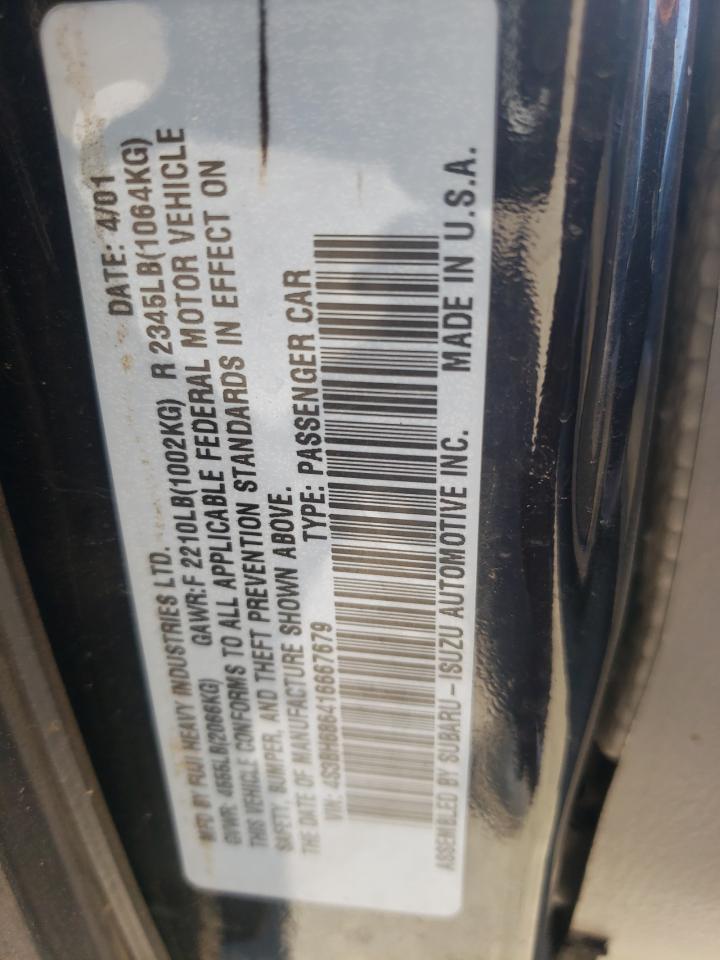 MFD BY FUJI HEAVY INDUSTRIES LTD. DATE: 4/01
GVWR: 4555LB(2066KG) GAWR:F 2210LB(1002KG) R 2345LB(1064KG)
THIS VEHICLE CONFORMS TO ALL APPLICABLE FEDERAL MOTOR VEHICLE
SAFETY, BUMPER, AND THEFT PREVENTION STANDARDS IN EFFECT ON
THE DATE OF MANUFACTURE SHOWN ABOVE.
VIN: 4S3BH686416667679 TYPE: PASSENGER CAR
ASSEMBLED BY SUBARU-ISUZU AUTOMOTIVE INC. MADE IN U.S.A.